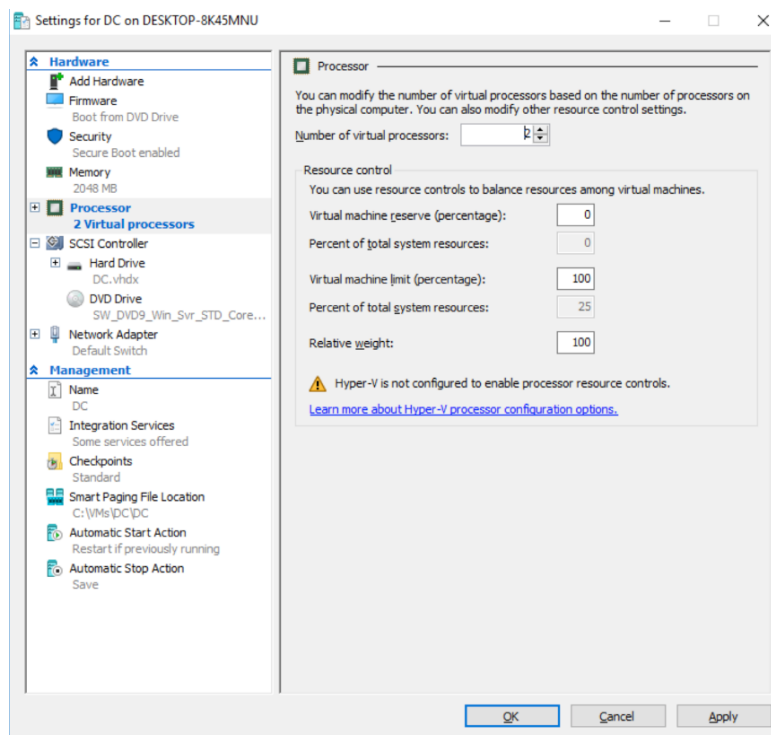 Settings for DC on DESKTOP-8K45MNU
Hardware
Add Hardware
Firmware
Boot from DVD Drive
Security
Secure Boot enabled
Memory
2048 MB
Processor
2 Virtual processors
SCSI Controller
Hard Drive
DC.vhdx
DVD Drive
SW_DVD9_Win_Svr_STD_Core...
Network Adapter
Default Switch
Management
Name
DC
Integration Services
Some services offered
Checkpoints
Standard
Smart Paging File Location
C:\VMs\DC\DC
Automatic Start Action
Restart if previously running
Automatic Stop Action
Save
Processor
You can modify the number of virtual processors based on the number of processors on
the physical computer. You can also modify other resource control settings.
Number of virtual processors: 2
Resource control
You can use resource controls to balance resources among virtual machines.
Virtual machine reserve (percentage): 0
Percent of total system resources: 0
Virtual machine limit (percentage): 100
Percent of total system resources: 25
Relative weight: 100
Hyper-V is not configured to enable processor resource controls.
Learn more about Hyper-V processor configuration options.
OK Cancel Apply